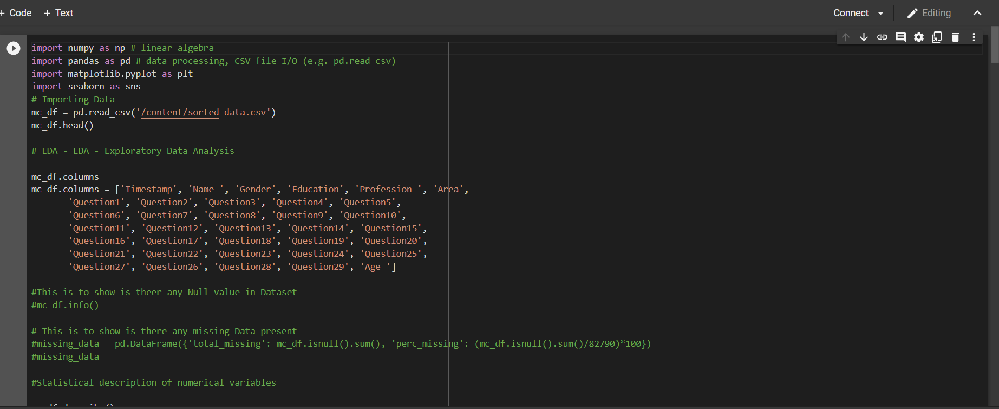 + Code + Text Connect Editing
import numpy as np # linear algebra
import pandas as pd # data processing, CSV file I/O (e.g. pd.read_csv)
import matplotlib.pyplot as plt
import seaborn as sns
# Importing Data
mc_df = pd.read_csv('/content/sorted data.csv')
mc_df.head()
# EDA - EDA - Exploratory Data Analysis
mc_df.columns
mc_df.columns = ['Timestamp', 'Name ', 'Gender', 'Education', 'Profession ', 'Area',
'Question1', 'Question2', 'Question3', 'Question4', 'Question5',
'Question6', 'Question7', 'Question8', 'Question9', 'Question10',
'Question11', 'Question12', 'Question13', 'Question14', 'Question15',
'Question16', 'Question17', 'Question18', 'Question19', 'Question20',
'Question21', 'Question22', 'Question23', 'Question24', 'Question25',
'Question27', 'Question26', 'Question28', 'Question29', 'Age ']
#This is to show is theer any Null value in Dataset
#mc_df.info()
# This is to show is there any missing Data present
#missing_data = pd.DataFrame({'total_missing': mc_df.isnull().sum(), 'perc_missing': (mc_df.isnull().sum()/82790)*100})
#missing_data
#Statistical description of numerical variables